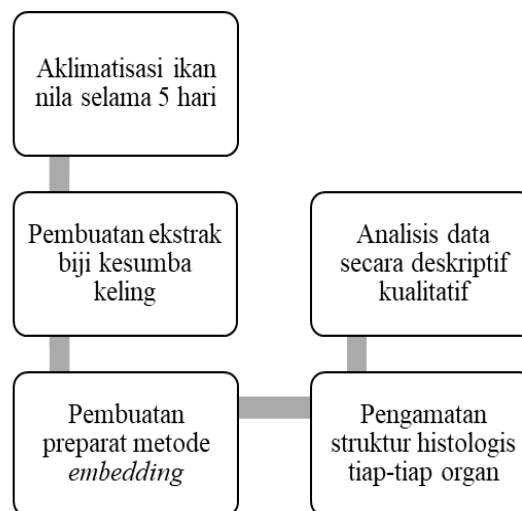 Aklimatisasi ikan
nila selama 5 hari
Pembuatan ekstrak
biji kesumba
keling
Pembuatan
preparat metode
embedding
Pengamatan
struktur histologis
tiap-tiap organ
Analisis data
secara deskriptif
kualitatif